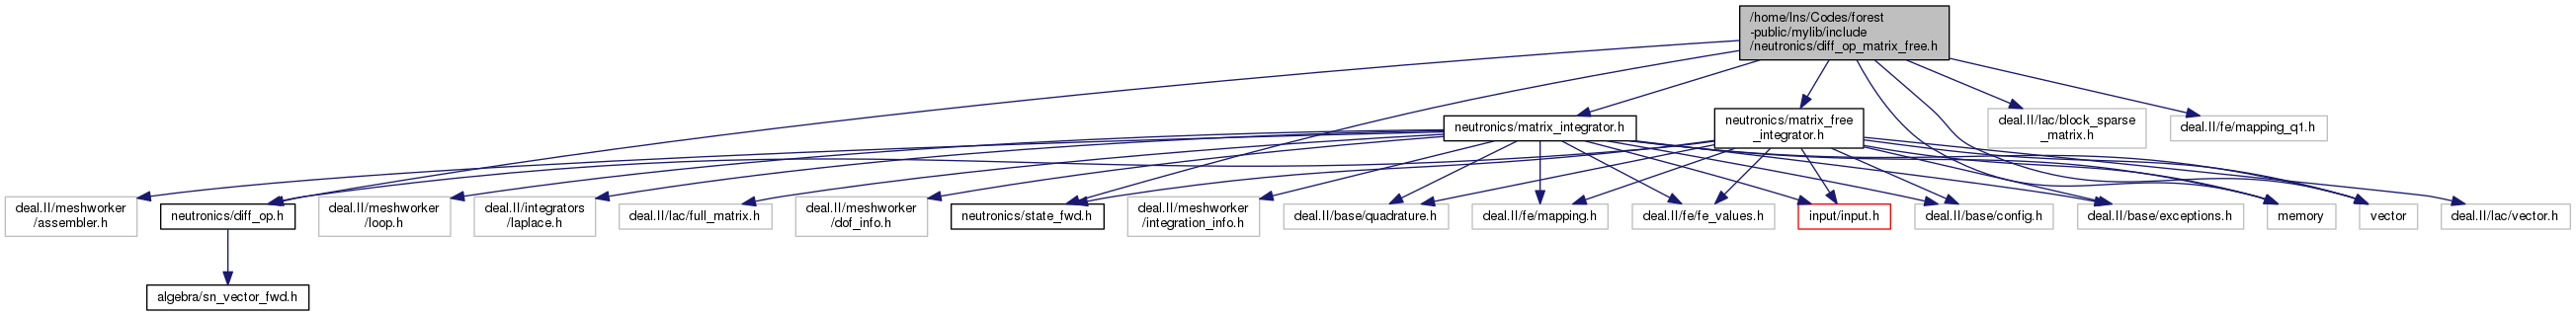 /home/lns/Codes/forest
-public/mylib/include
/neutronics/diff_op_matrix_free.h
neutronics/matrix_integrator.h
neutronics/matrix_free
_integrator.h
deal.II/lac/block_sparse
_matrix.h
deal.II/fe/mapping_q1.h
deal.II/meshworker
/assembler.h
neutronics/diff_op.h
deal.II/meshworker
/loop.h
deal.II/integrators
/laplace.h
deal.II/lac/full_matrix.h
deal.II/meshworker
/dof_info.h
neutronics/state_fwd.h
deal.II/meshworker
/integration_info.h
deal.II/base/quadrature.h
deal.II/fe/mapping.h
deal.II/fe/fe_values.h
input/input.h
deal.II/base/config.h
deal.II/base/exceptions.h
memory
vector
deal.II/lac/vector.h
algebra/sn_vector_fwd.h